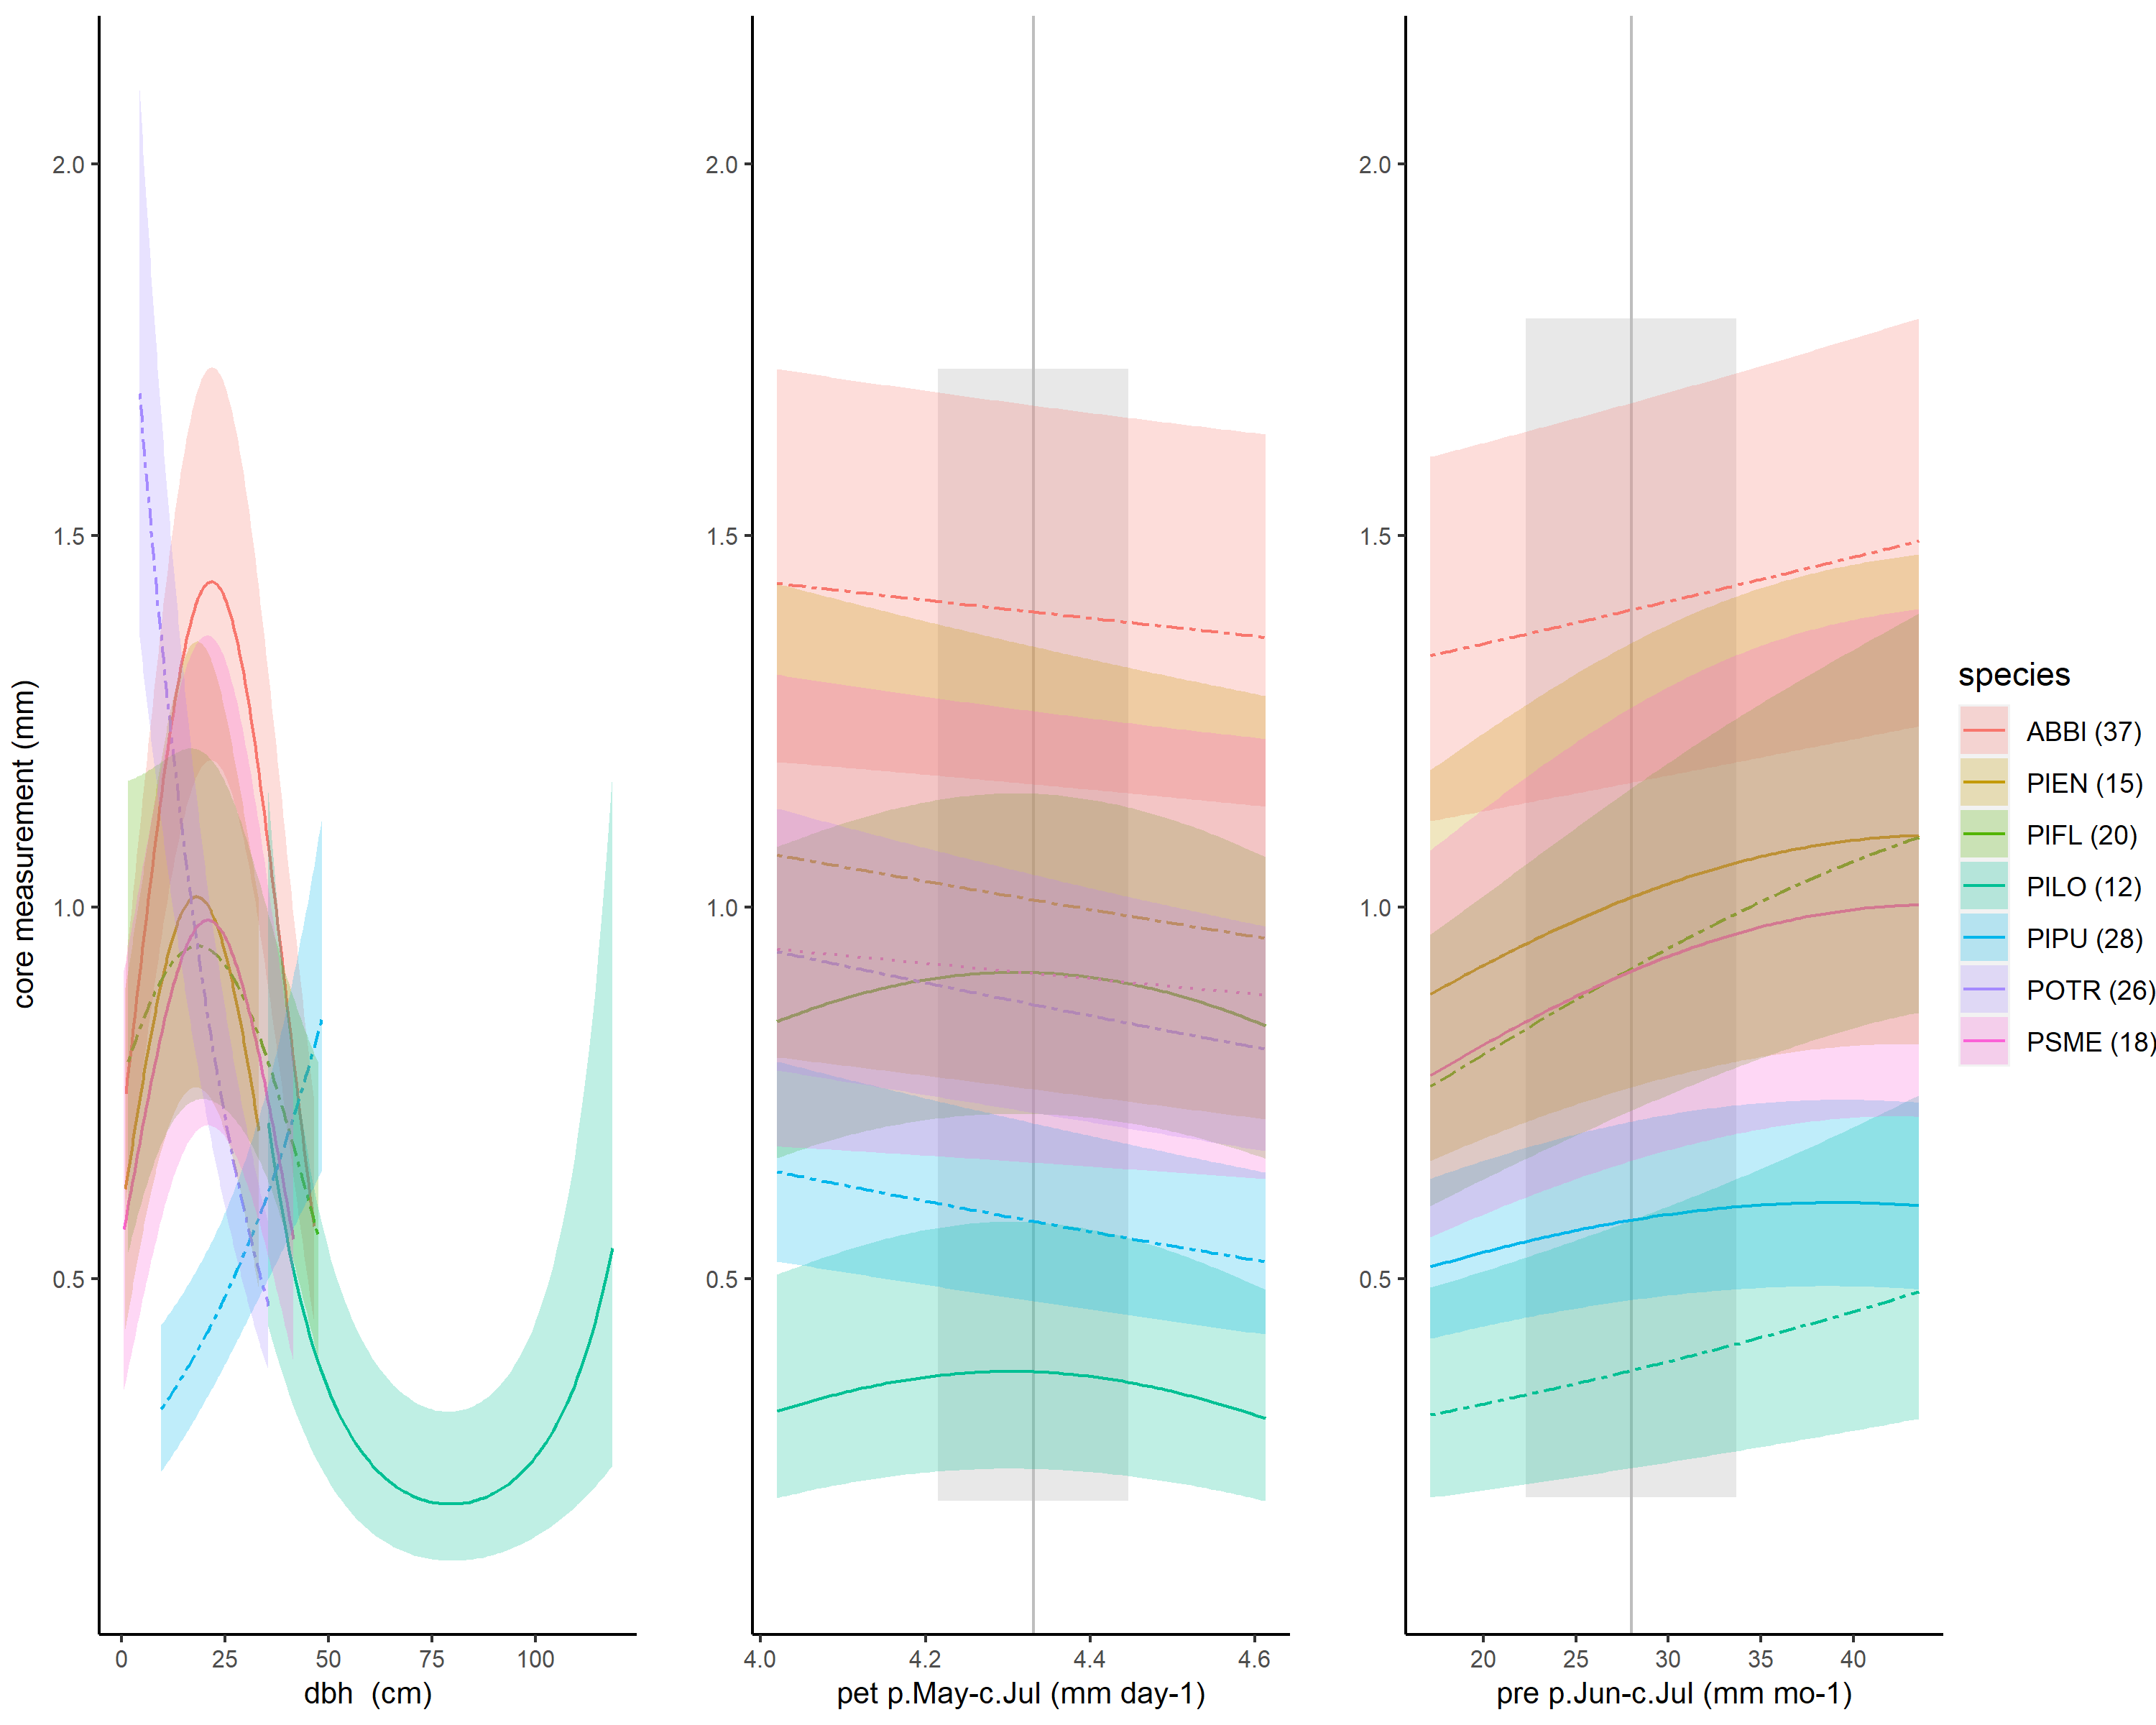 core measurement (mm)
2.0
1.5
1.0
0.5
0 25 50 75 100
dbh  (cm)
2.0
1.5
1.0
0.5
4.0 4.2 4.4 4.6
pet p.May-c.Jul (mm day-1)
2.0
1.5
1.0
0.5
20 25 30 35 40
pre p.Jun-c.Jul (mm mo-1)
species
ABBI (37)
PIEN (15)
PIFL (20)
PILO (12)
PIPU (28)
POTR (26)
PSME (18)